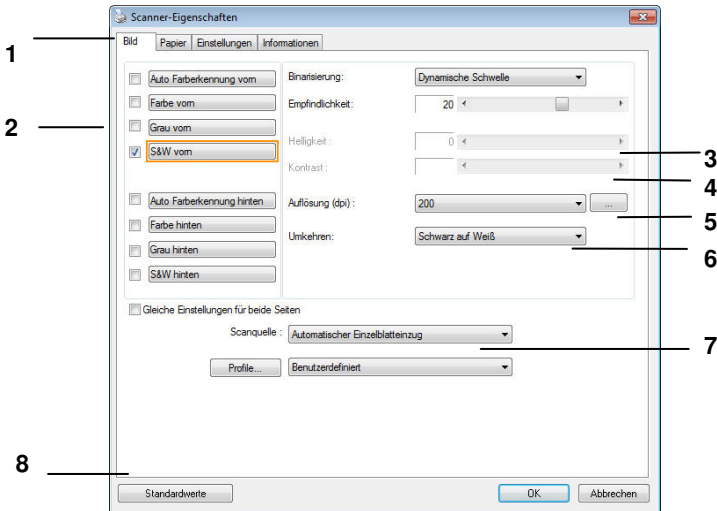 Scanner-Eigenschaften
Bild Papier Einstellungen Informationen
1
Auto Farberkennung vorn Binarisierung: Dynamische Schwelle
Farbe vorn Empfindlichkeit: 20
2
Grau vorn
Helligkeit : 0
S&W vorn
3
Kontrast :
4
Auto Farberkennung hinten Auflösung (dpi) : 200 ...
5
Farbe hinten
Umkehren: Schwarz auf Weiß
6
Grau hinten
S&W hinten
Gleiche Einstellungen für beide Seiten
Scanquelle : Automatischer Einzelblatteinzug
7
Profile... Benutzerdefiniert
8
Standardwerte OK Abbrechen